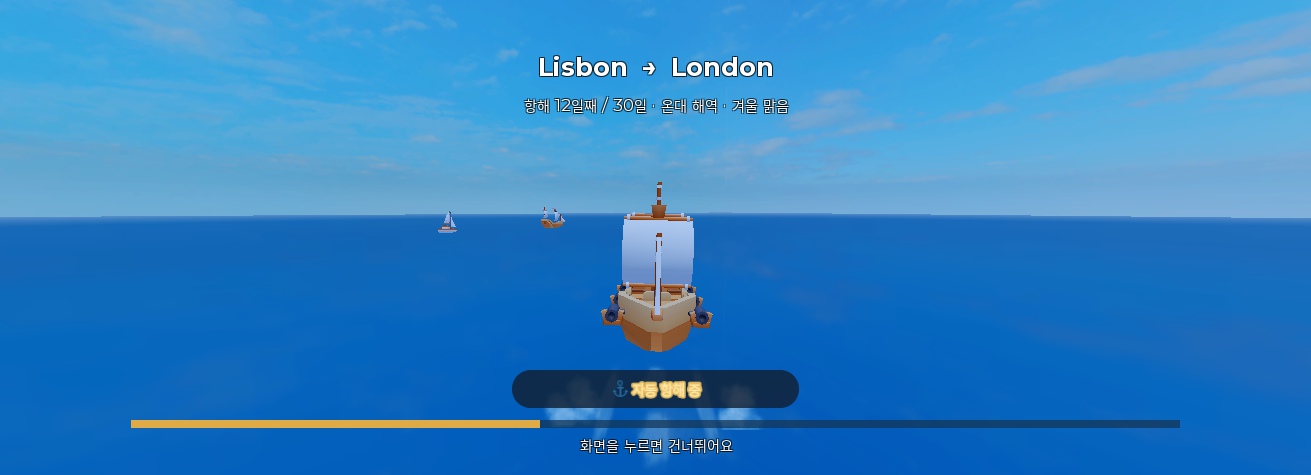 Lisbon → London
항해 12일째 / 30일 · 온대 해역 · 겨울 맑음
⚓ 자동 항해 중
화면을 누르면 건너뛰어요